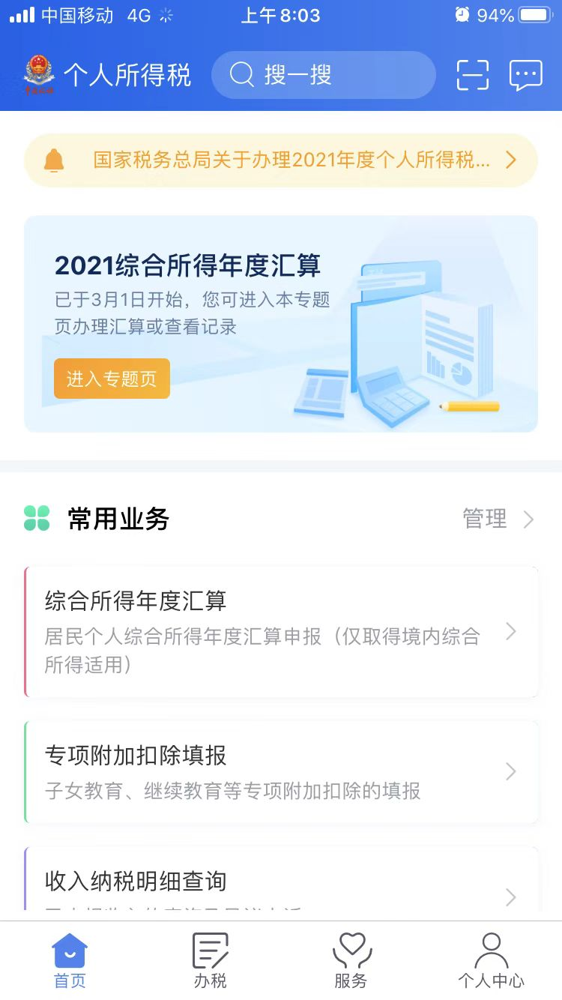 中国移动 4G 上午8:03 94%
个人所得税 搜一搜
国家税务总局关于办理2021年度个人所得税...
2021综合所得年度汇算
已于3月1日开始，您可进入本专题
页办理汇算或查看记录
进入专题页
常用业务 管理
综合所得年度汇算
居民个人综合所得年度汇算申报（仅取得境内综合
所得适用）
专项附加扣除填报
子女教育、继续教育等专项附加扣除的填报
收入纳税明细查询
首页 办税 服务 个人中心